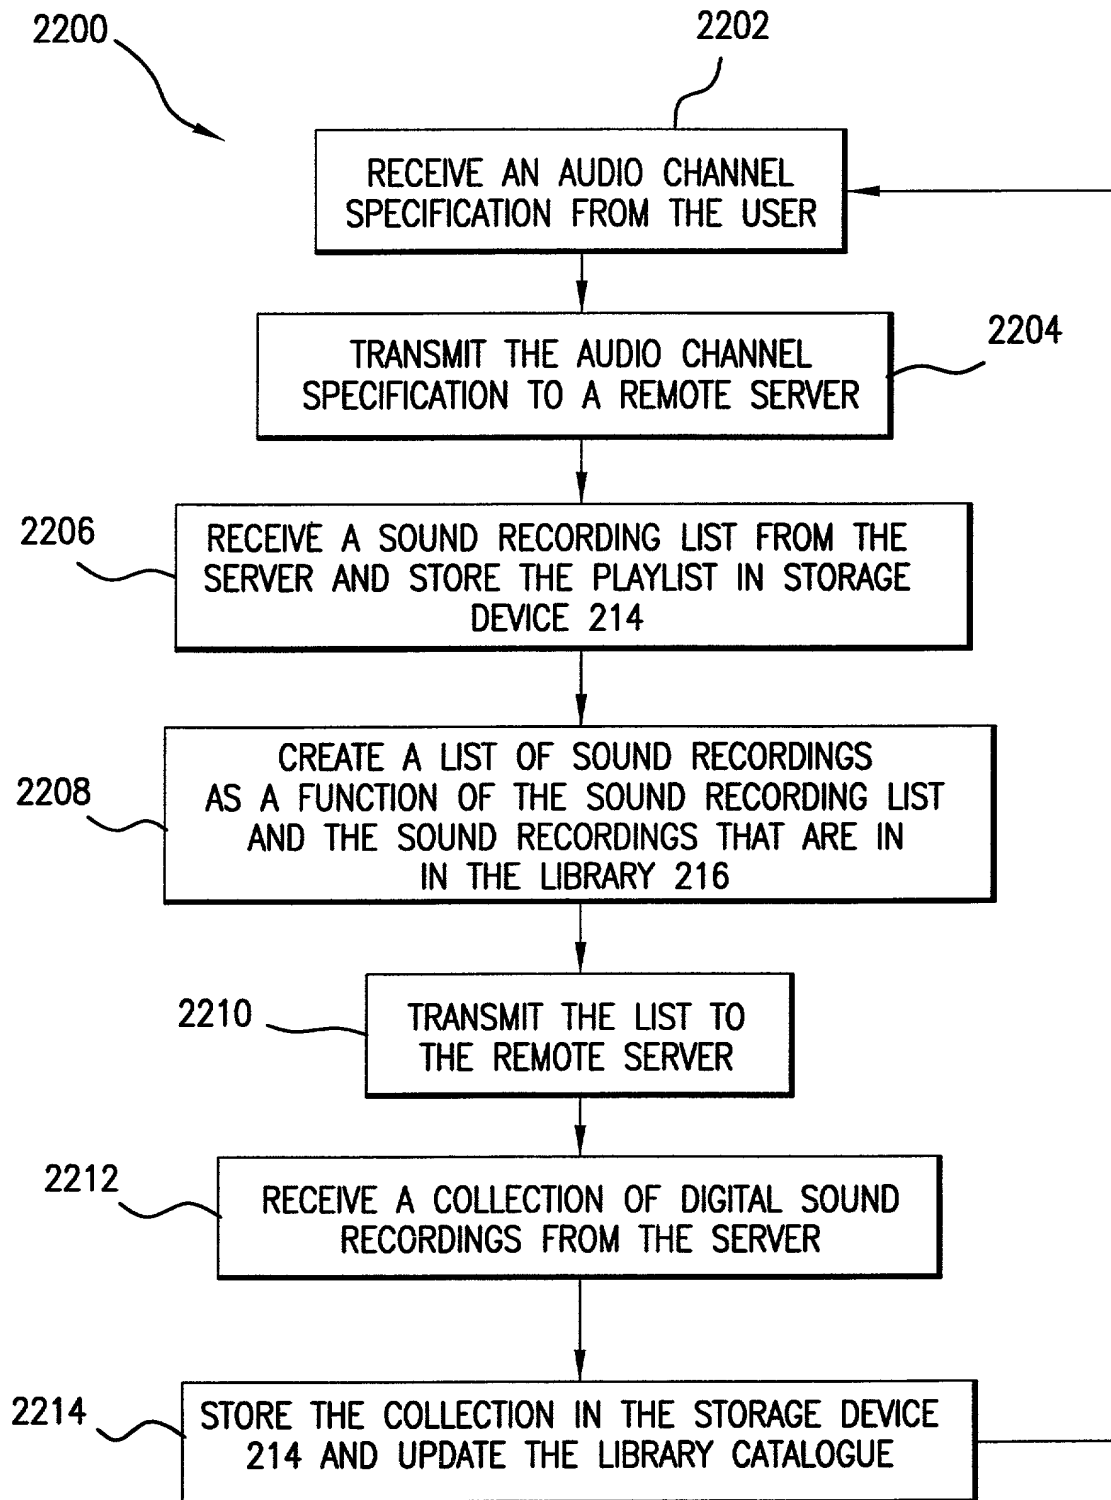 2200
2202
RECEIVE AN AUDIO CHANNEL
SPECIFICATION FROM THE USER
2204
TRANSMIT THE AUDIO CHANNEL
SPECIFICATION TO A REMOTE SERVER
2206
RECEIVE A SOUND RECORDING LIST FROM THE
SERVER AND STORE THE PLAYLIST IN STORAGE
DEVICE 214
2208
CREATE A LIST OF SOUND RECORDINGS
AS A FUNCTION OF THE SOUND RECORDING LIST
AND THE SOUND RECORDINGS THAT ARE IN
IN THE LIBRARY 216
2210
TRANSMIT THE LIST TO
THE REMOTE SERVER
2212
RECEIVE A COLLECTION OF DIGITAL SOUND
RECORDINGS FROM THE SERVER
2214
STORE THE COLLECTION IN THE STORAGE DEVICE
214 AND UPDATE THE LIBRARY CATALOGUE